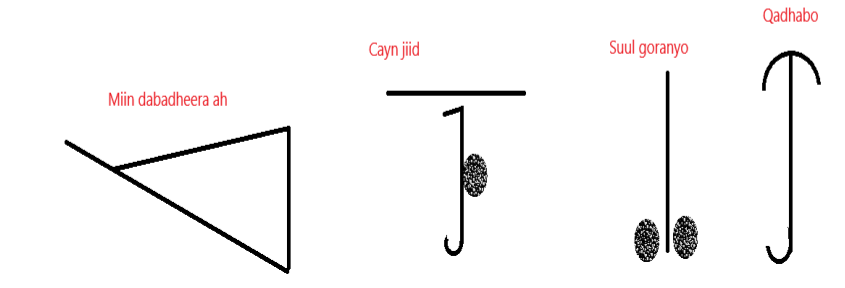 Miin dabadheera ah
Cayn jiid
Suul goranyo
Qadhabo